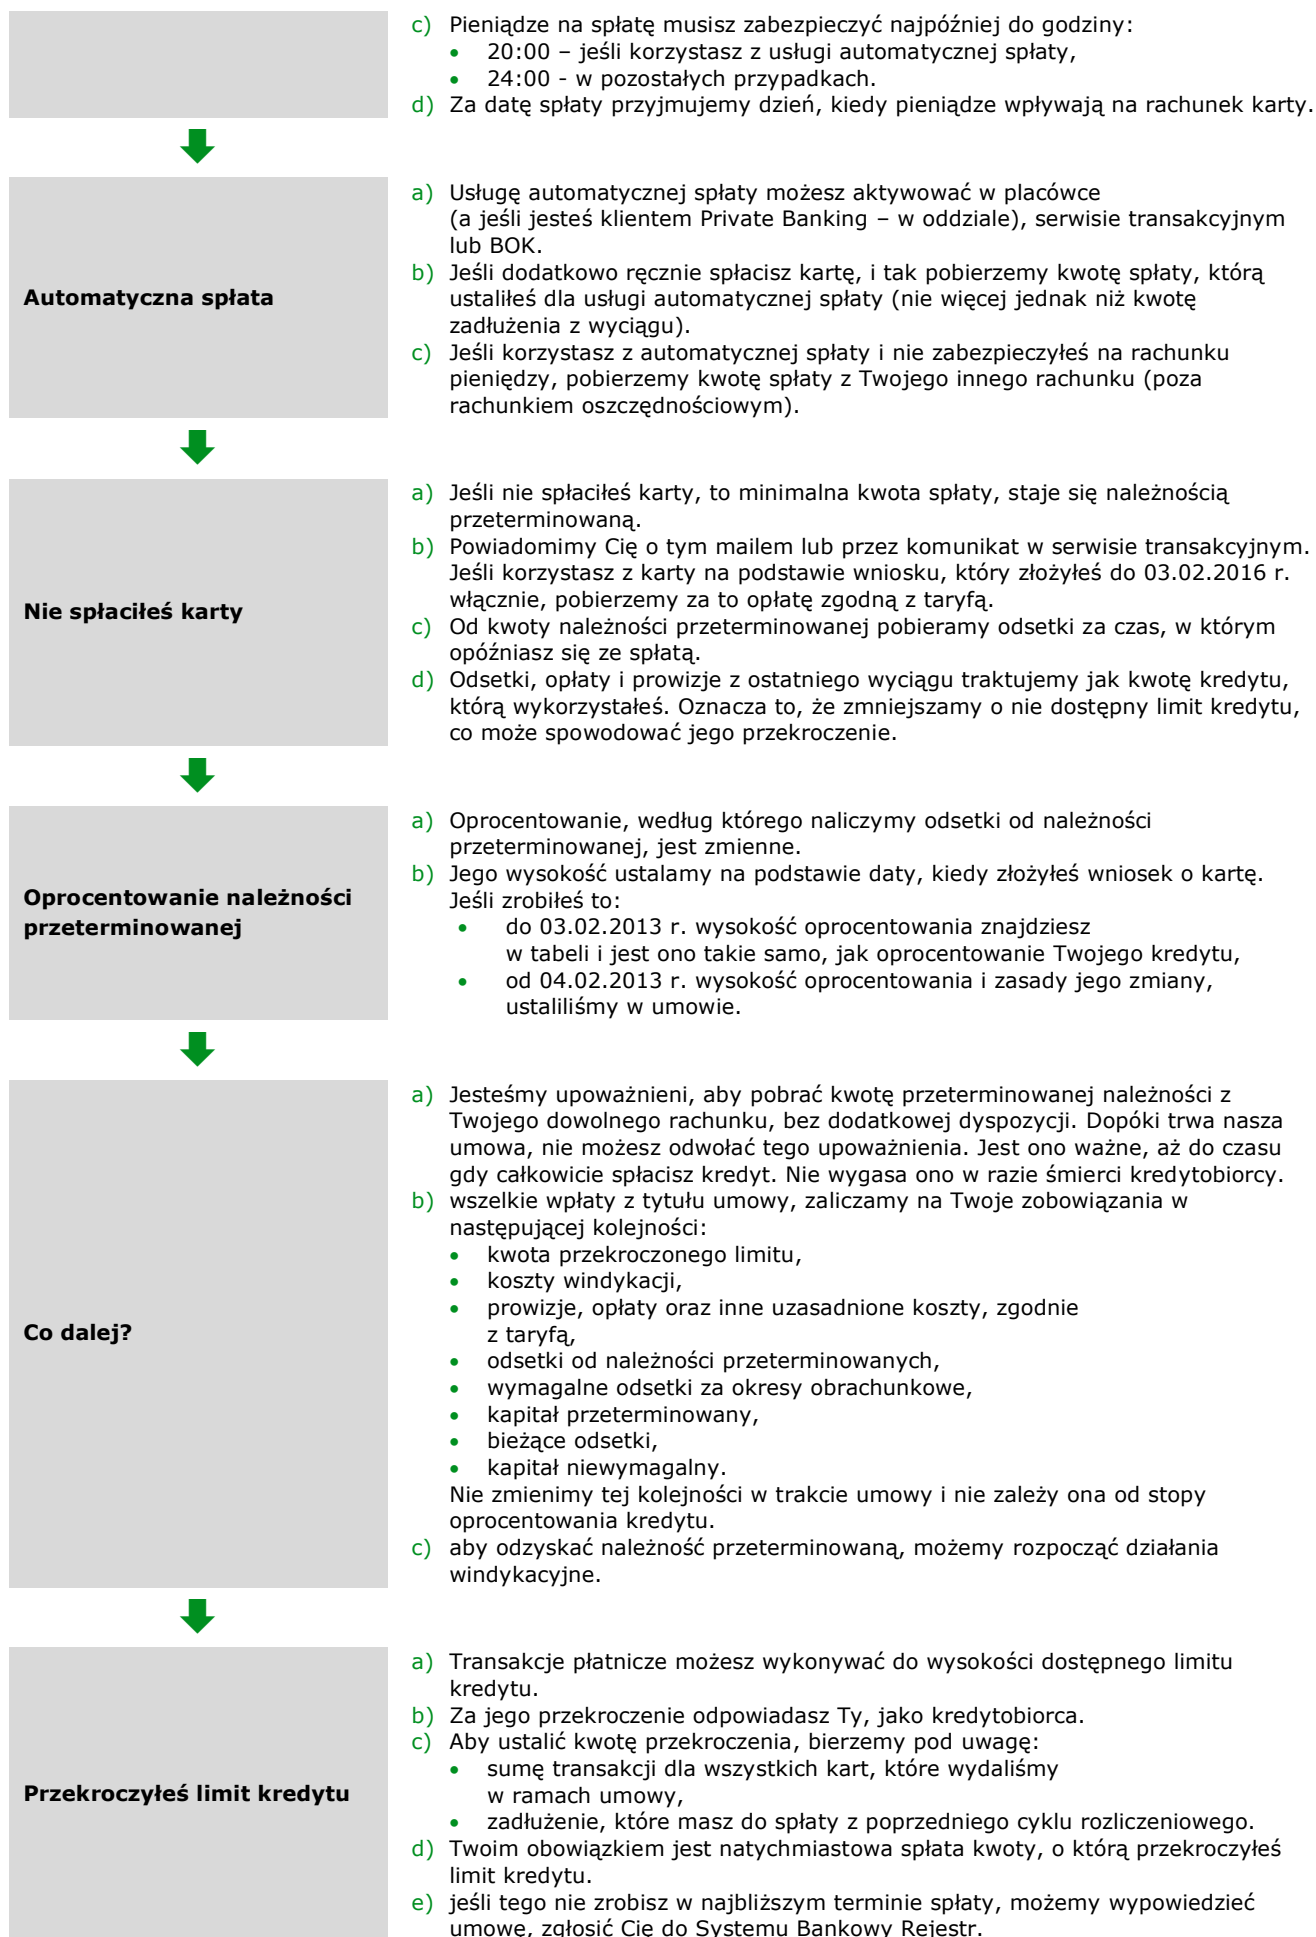 c) Pieniądze na spłatę musisz zabezpieczyć najpóźniej do godziny:
• 20:00 – jeśli korzystasz z usługi automatycznej spłaty,
• 24:00 - w pozostałych przypadkach.
d) Za datę spłaty przyjmujemy dzień, kiedy pieniądze wpływają na rachunek karty.
Automatyczna spłata
a) Usługę automatycznej spłaty możesz aktywować w placówce
(a jeśli jesteś klientem Private Banking – w oddziale), serwisie transakcyjnym
lub BOK.
b) Jeśli dodatkowo ręcznie spłacisz kartę, i tak pobierzemy kwotę spłaty, którą
ustaliłeś dla usługi automatycznej spłaty (nie więcej jednak niż kwotę
zadłużenia z wyciągu).
c) Jeśli korzystasz z automatycznej spłaty i nie zabezpieczyłeś na rachunku
pieniędzy, pobierzemy kwotę spłaty z Twojego innego rachunku (poza
rachunkiem oszczędnościowym).
Nie spłaciłeś karty
a) Jeśli nie spłaciłeś karty, to minimalna kwota spłaty, staje się należnością
przeterminowaną.
b) Powiadomimy Cię o tym mailem lub przez komunikat w serwisie transakcyjnym.
Jeśli korzystasz z karty na podstawie wniosku, który złożyłeś do 03.02.2016 r.
włącznie, pobierzemy za to opłatę zgodną z taryfą.
c) Od kwoty należności przeterminowanej pobieramy odsetki za czas, w którym
opóźniasz się ze spłatą.
d) Odsetki, opłaty i prowizje z ostatniego wyciągu traktujemy jak kwotę kredytu,
którą wykorzystałeś. Oznacza to, że zmniejszamy o nie dostępny limit kredytu,
co może spowodować jego przekroczenie.
Oprocentowanie należności
przeterminowanej
a) Oprocentowanie, według którego naliczymy odsetki od należności
przeterminowanej, jest zmienne.
b) Jego wysokość ustalamy na podstawie daty, kiedy złożyłeś wniosek o kartę.
Jeśli zrobiłeś to:
• do 03.02.2013 r. wysokość oprocentowania znajdziesz
w tabeli i jest ono takie samo, jak oprocentowanie Twojego kredytu,
• od 04.02.2013 r. wysokość oprocentowania i zasady jego zmiany,
ustaliliśmy w umowie.
Co dalej?
a) Jesteśmy upoważnieni, aby pobrać kwotę przeterminowanej należności z
Twojego dowolnego rachunku, bez dodatkowej dyspozycji. Dopóki trwa nasza
umowa, nie możesz odwołać tego upoważnienia. Jest ono ważne, aż do czasu
gdy całkowicie spłacisz kredyt. Nie wygasa ono w razie śmierci kredytobiorcy.
b) wszelkie wpłaty z tytułu umowy, zaliczamy na Twoje zobowiązania w
następującej kolejności:
• kwota przekroczonego limitu,
• koszty windykacji,
• prowizje, opłaty oraz inne uzasadnione koszty, zgodnie
z taryfą,
• odsetki od należności przeterminowanych,
• wymagalne odsetki za okresy obrachunkowe,
• kapitał przeterminowany,
• bieżące odsetki,
• kapitał niewymagalny.
Nie zmienimy tej kolejności w trakcie umowy i nie zależy ona od stopy
oprocentowania kredytu.
c) aby odzyskać należność przeterminowaną, możemy rozpocząć działania
windykacyjne.
Przekroczyłeś limit kredytu
a) Transakcje płatnicze możesz wykonywać do wysokości dostępnego limitu
kredytu.
b) Za jego przekroczenie odpowiadasz Ty, jako kredytobiorca.
c) Aby ustalić kwotę przekroczenia, bierzemy pod uwagę:
• sumę transakcji dla wszystkich kart, które wydaliśmy
w ramach umowy,
• zadłużenie, które masz do spłaty z poprzedniego cyklu rozliczeniowego.
d) Twoim obowiązkiem jest natychmiastowa spłata kwoty, o którą przekroczyłeś
limit kredytu.
e) jeśli tego nie zrobisz w najbliższym terminie spłaty, możemy wypowiedzieć
umowę, zgłosić Cię do Systemu Bankowy Rejestr.